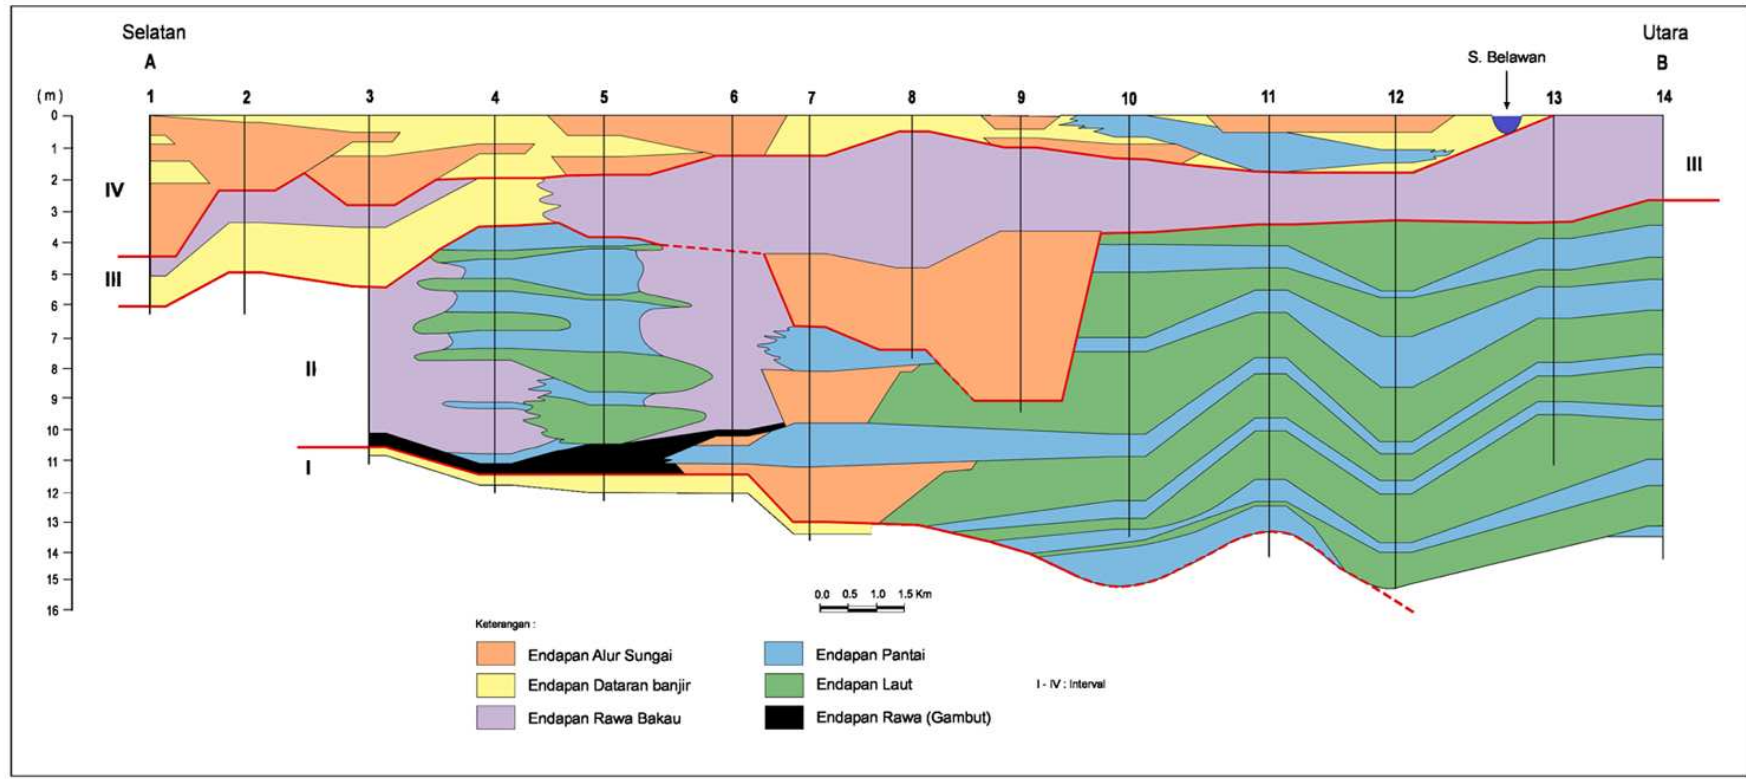 Selatan
Utara
A
S. Belawan
B
(m)
1 2 3 4 5 6 7 8 9 10 11 12 13 14
0
1
2
3
4
5
6
7
8
9
10
11
12
13
14
15
16
IV
III
III
II
I
0.0 0.5 1.0 1.5 Km
Keterangan :
Endapan Alur Sungai
Endapan Pantai
Endapan Dataran banjir
Endapan Laut
I - IV : Interval
Endapan Rawa Bakau
Endapan Rawa (Gambut)